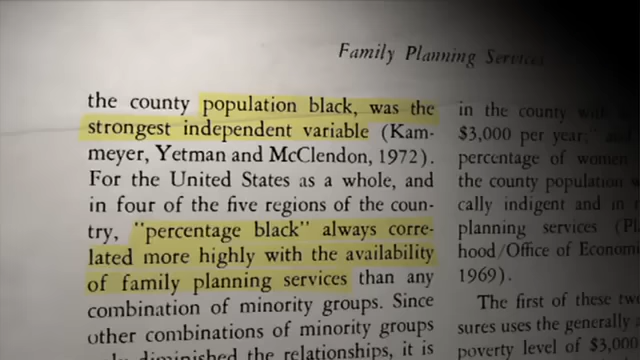 Family Planning Services
the county population black, was the
strongest independent variable (Kam-
meyer, Yetman and McClendon, 1972).
For the United States as a whole, and
in four of the five regions of the coun-
try, "percentage black" always corre-
lated more highly with the availability
of family planning services than any
combination of minority groups. Since
other combinations of minority groups
diminished the relationships, it is
in the county with
$3,000 per year,"
percentage of women
the county population
cally indigent and in
planning services
hood/Office of Econom
1969).
The first of these two
sures uses the generally
poverty level of $3,000